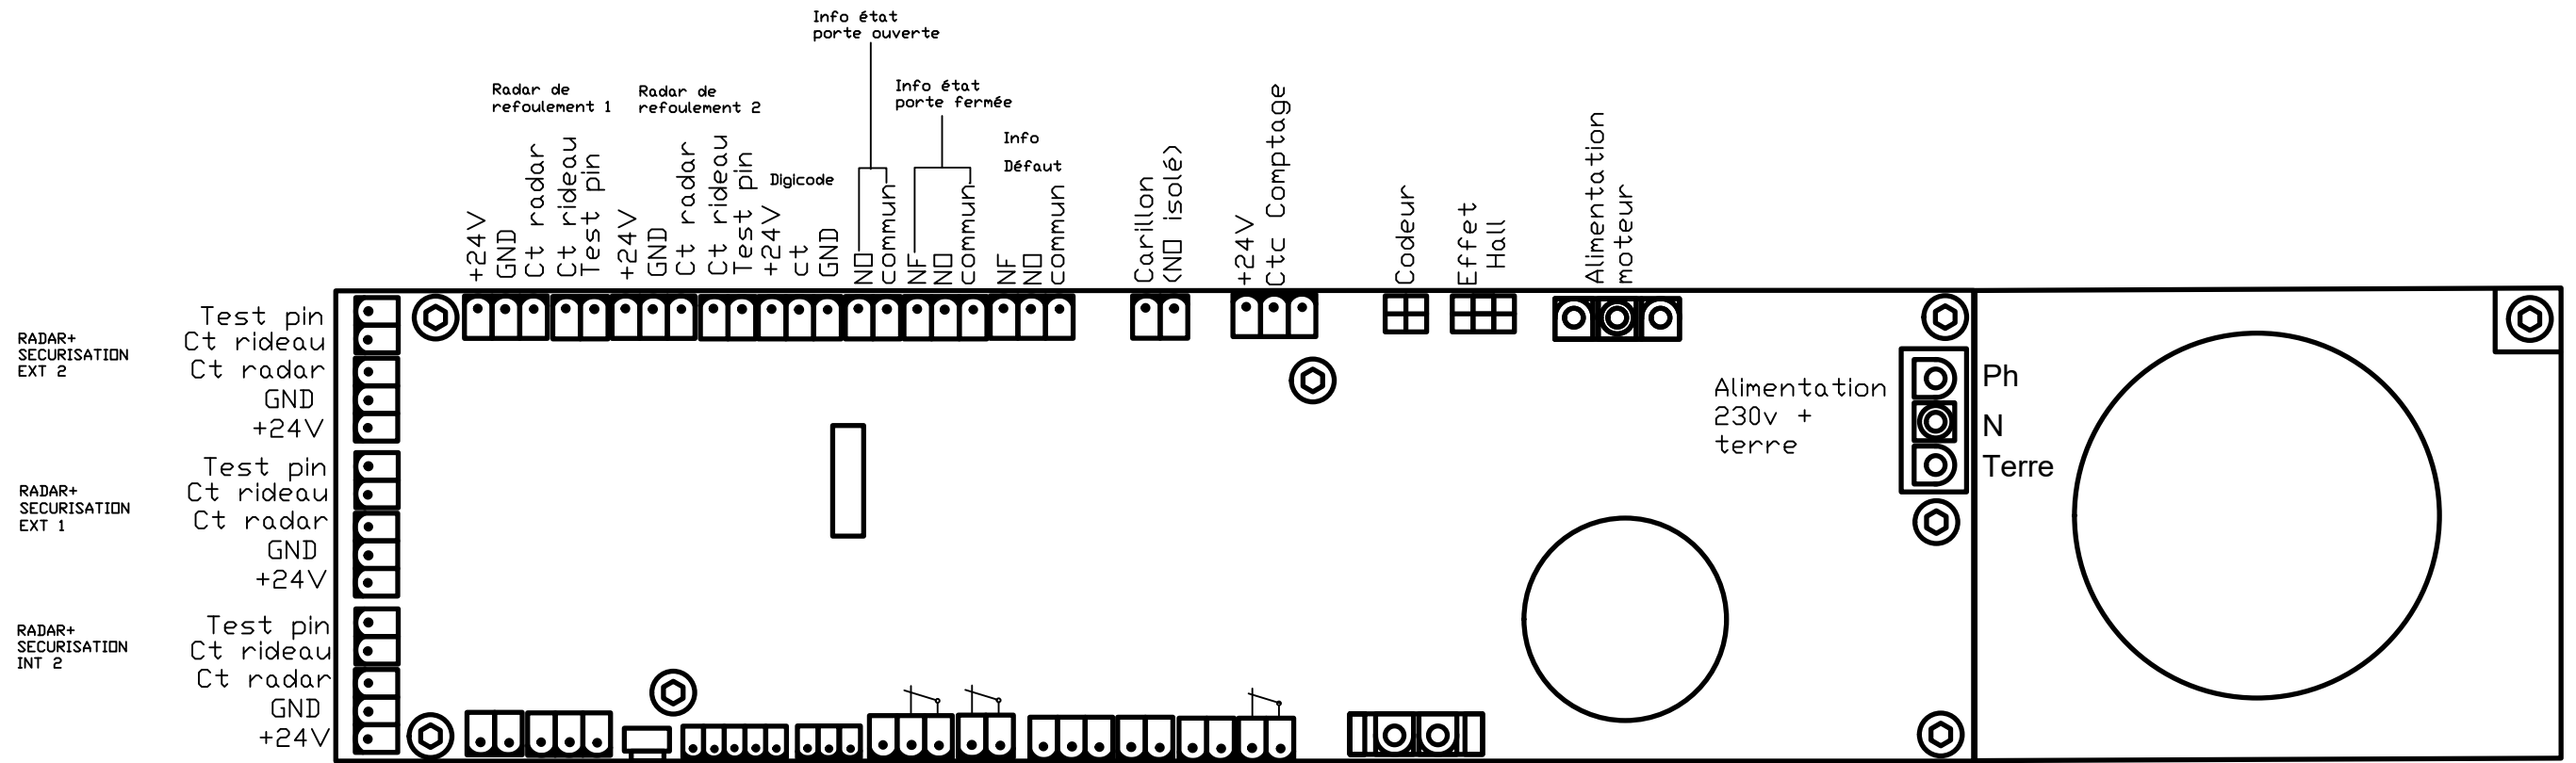 Info état
porte ouverte
Info état
porte fermée
Radar de
refoulement 1
Radar de
refoulement 2
Info
Défaut
Digicode
+24V
GND
Ct radar
Ct rideau
Test pin
+24V
GND
Ct radar
Ct rideau
Test pin
+24V
ct
GND
NO
commun
NF
NO
commun
NF
NO
commun
Carillon
(NO isolé)
+24V
Ctc Comptage
Codeur
Effet
Hall
Alimentation
moteur
RADAR+
SECURISATION
EXT 2
Test pin
Ct rideau
Ct radar
GND
+24V
RADAR+
SECURISATION
EXT 1
Test pin
Ct rideau
Ct radar
GND
+24V
RADAR+
SECURISATION
INT 2
Test pin
Ct rideau
Ct radar
GND
+24V
Alimentation
230v +
terre
Ph
N
Terre